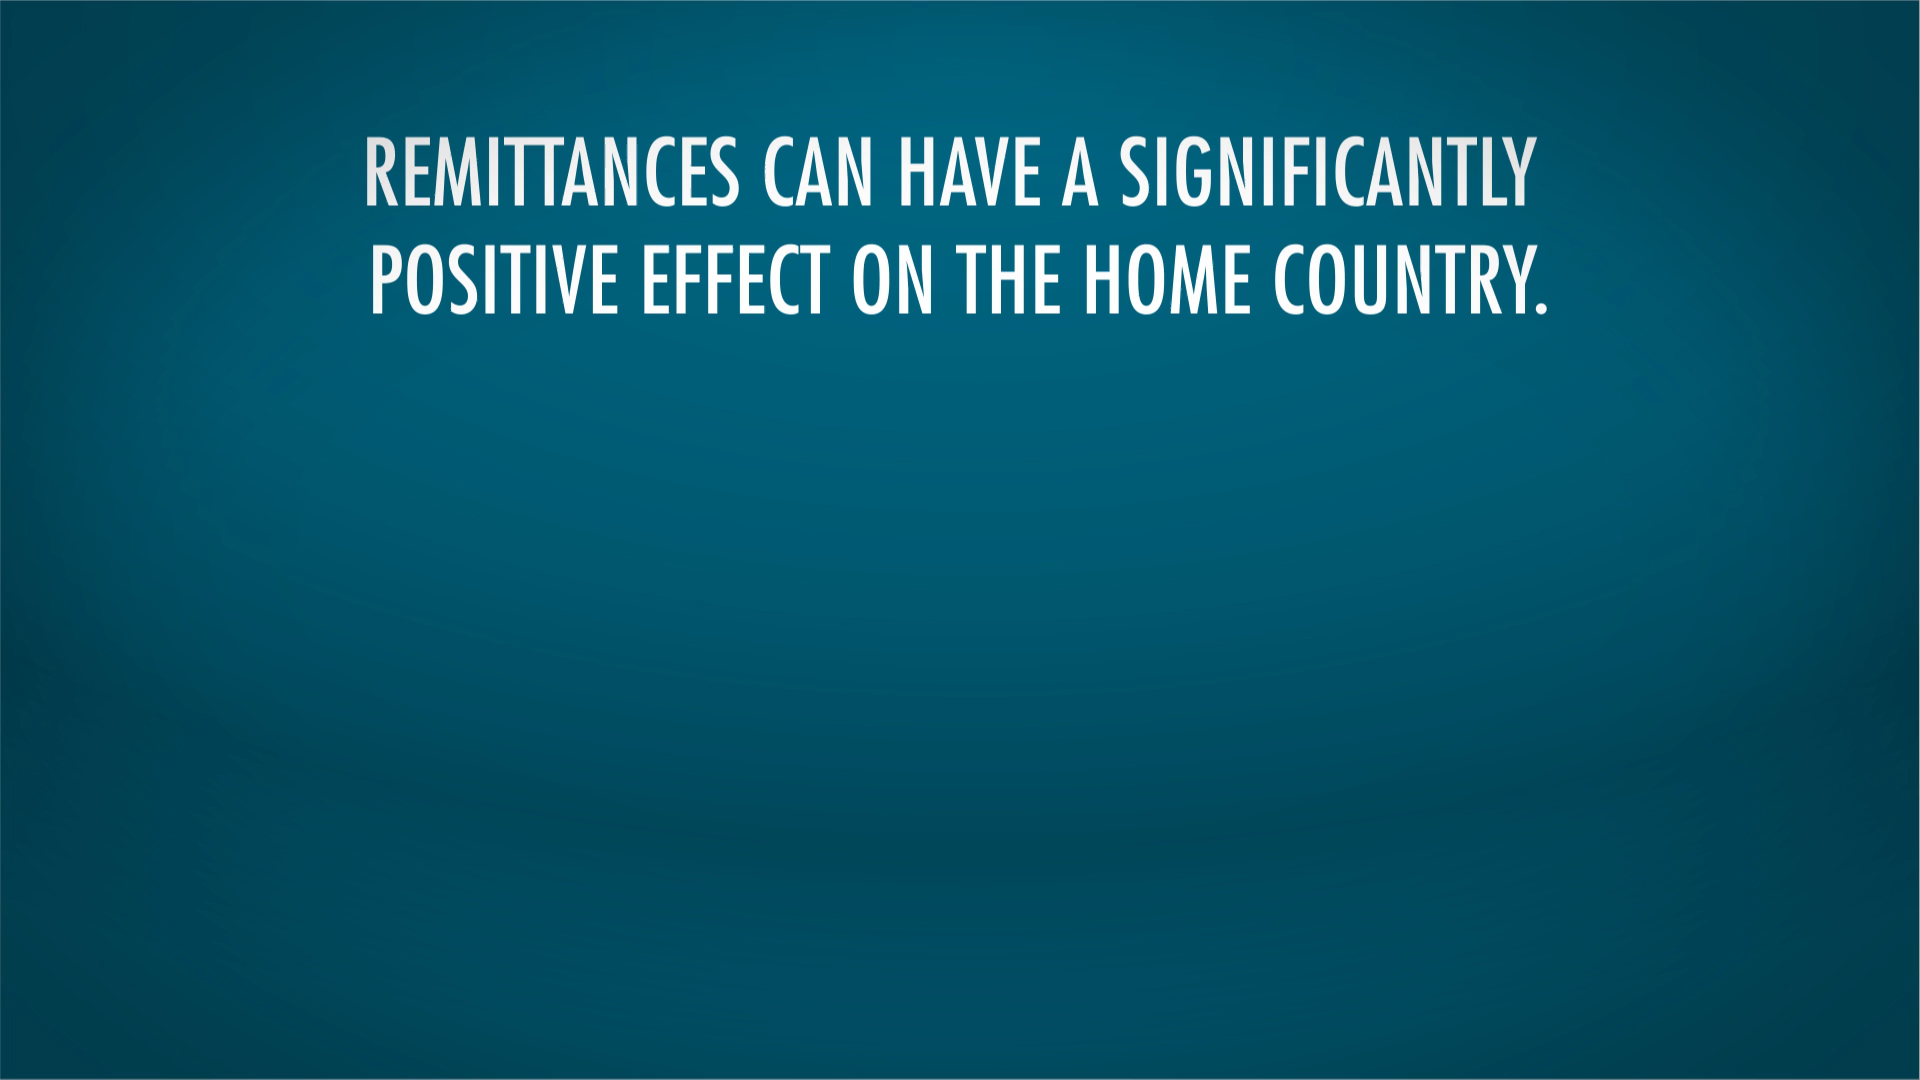 REMITTANCES CAN HAVE A SIGNIFICANTLY
POSITIVE EFFECT ON THE HOME COUNTRY.